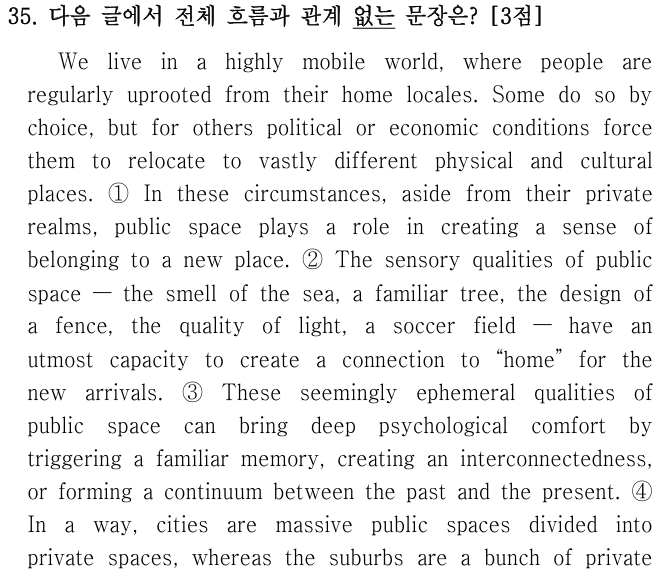 35. 다음 글에서 전체 흐름과 관계 없는 문장은? [3점]
We live in a highly mobile world, where people are
regularly uprooted from their home locales. Some do so by
choice, but for others political or economic conditions force
them to relocate to vastly different physical and cultural
places. ① In these circumstances, aside from their private
realms, public space plays a role in creating a sense of
belonging to a new place. ② The sensory qualities of public
space ― the smell of the sea, a familiar tree, the design of
a fence, the quality of light, a soccer field ― have an
utmost capacity to create a connection to “home” for the
new arrivals. ③ These seemingly ephemeral qualities of
public space can bring deep psychological comfort by
triggering a familiar memory, creating an interconnectedness,
or forming a continuum between the past and the present. ④
In a way, cities are massive public spaces divided into
private spaces, whereas the suburbs are a bunch of private